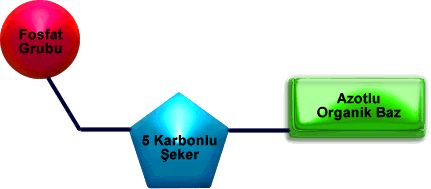 Fosfat
Grubu
5 Karbonlu
Şeker
Azotlu
Organik Baz